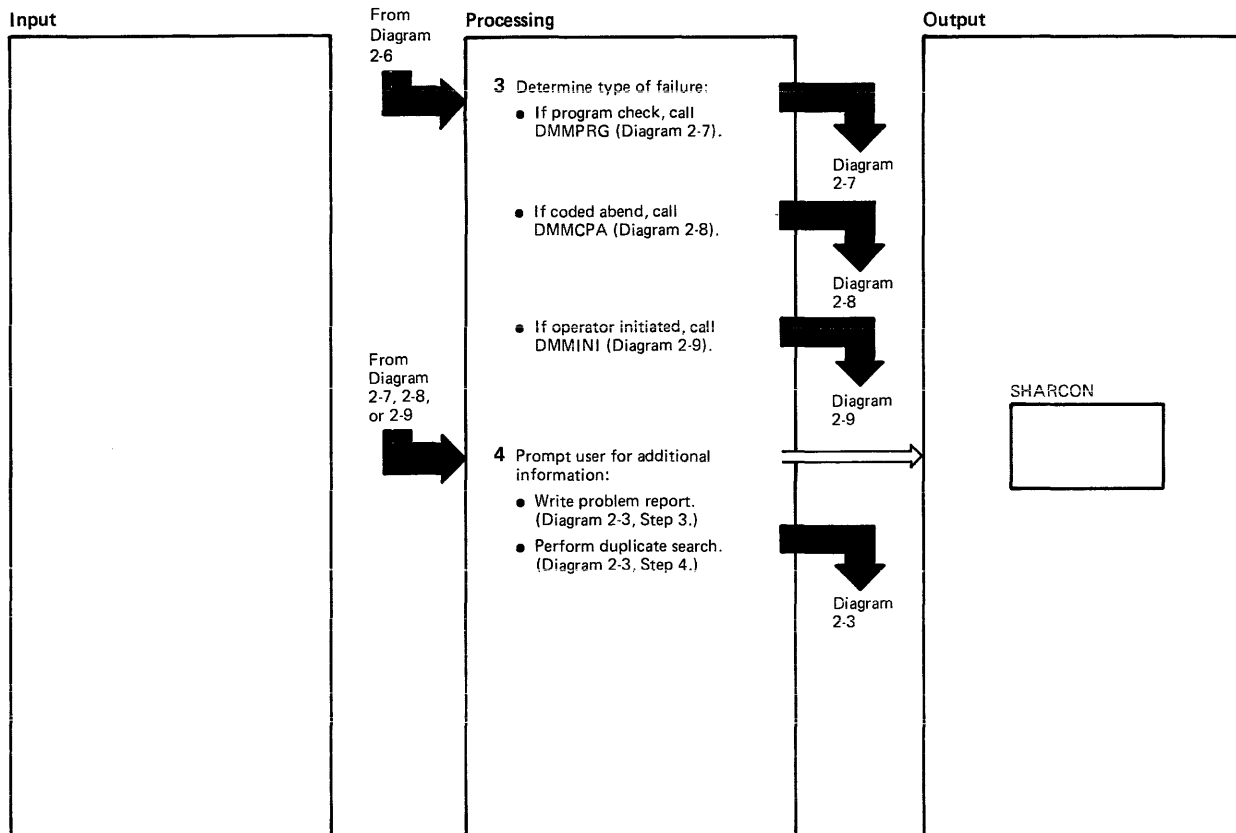 Input
From
Diagram
2-6
Processing
Output
3 Determine type of failure:
• If program check, call
DMMPRG (Diagram 2-7).
Diagram
2-7
• If coded abend, call
DMMCPA (Diagram 2-8).
Diagram
2-8
• If operator initiated, call
DMMINI (Diagram 2-9).
Diagram
2-9
From
Diagram
2-7, 2-8,
or 2-9
SHARCON
4 Prompt user for additional
information:
• Write problem report.
(Diagram 2-3, Step 3.)
• Perform duplicate search.
(Diagram 2-3, Step 4.)
Diagram
2-3